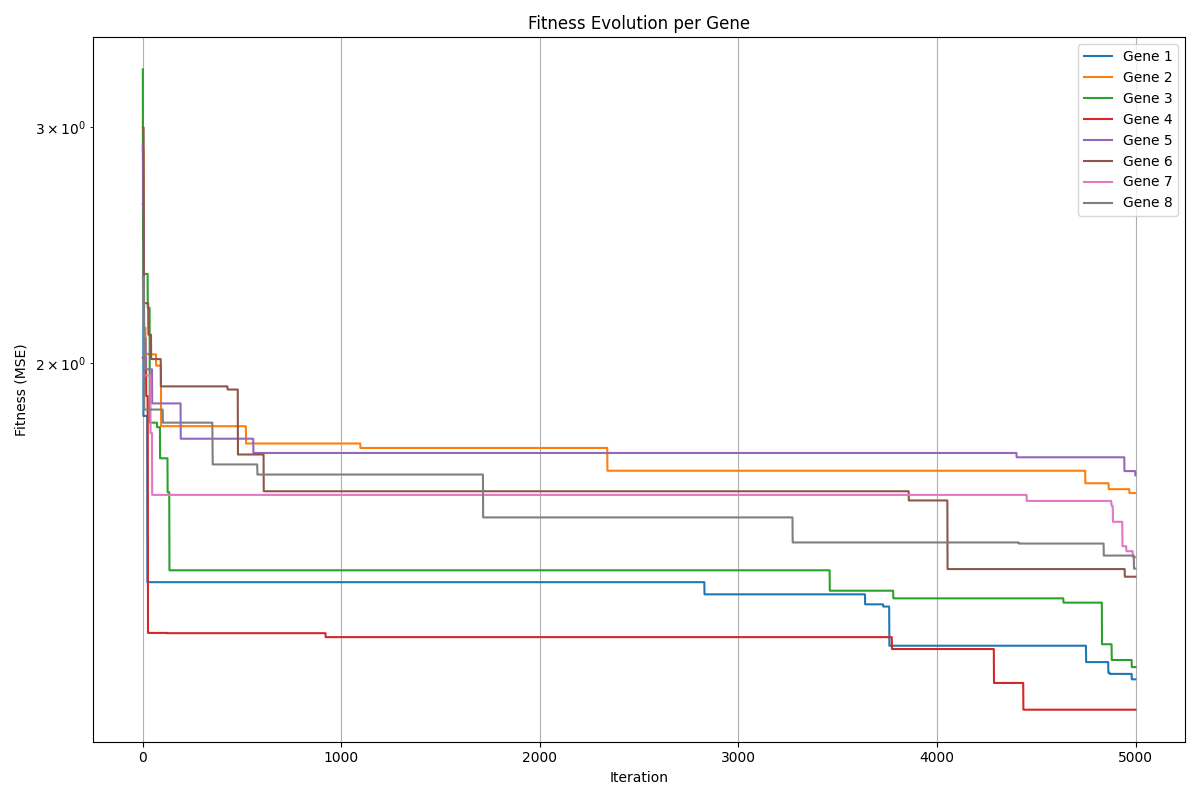 Fitness Evolution per Gene
Gene 1
Gene 2
Gene 3
Gene 4
Gene 5
Gene 6
Gene 7
Gene 8
3 × 10⁰
2 × 10⁰
Fitness (MSE)
0 1000 2000 3000 4000 5000
Iteration